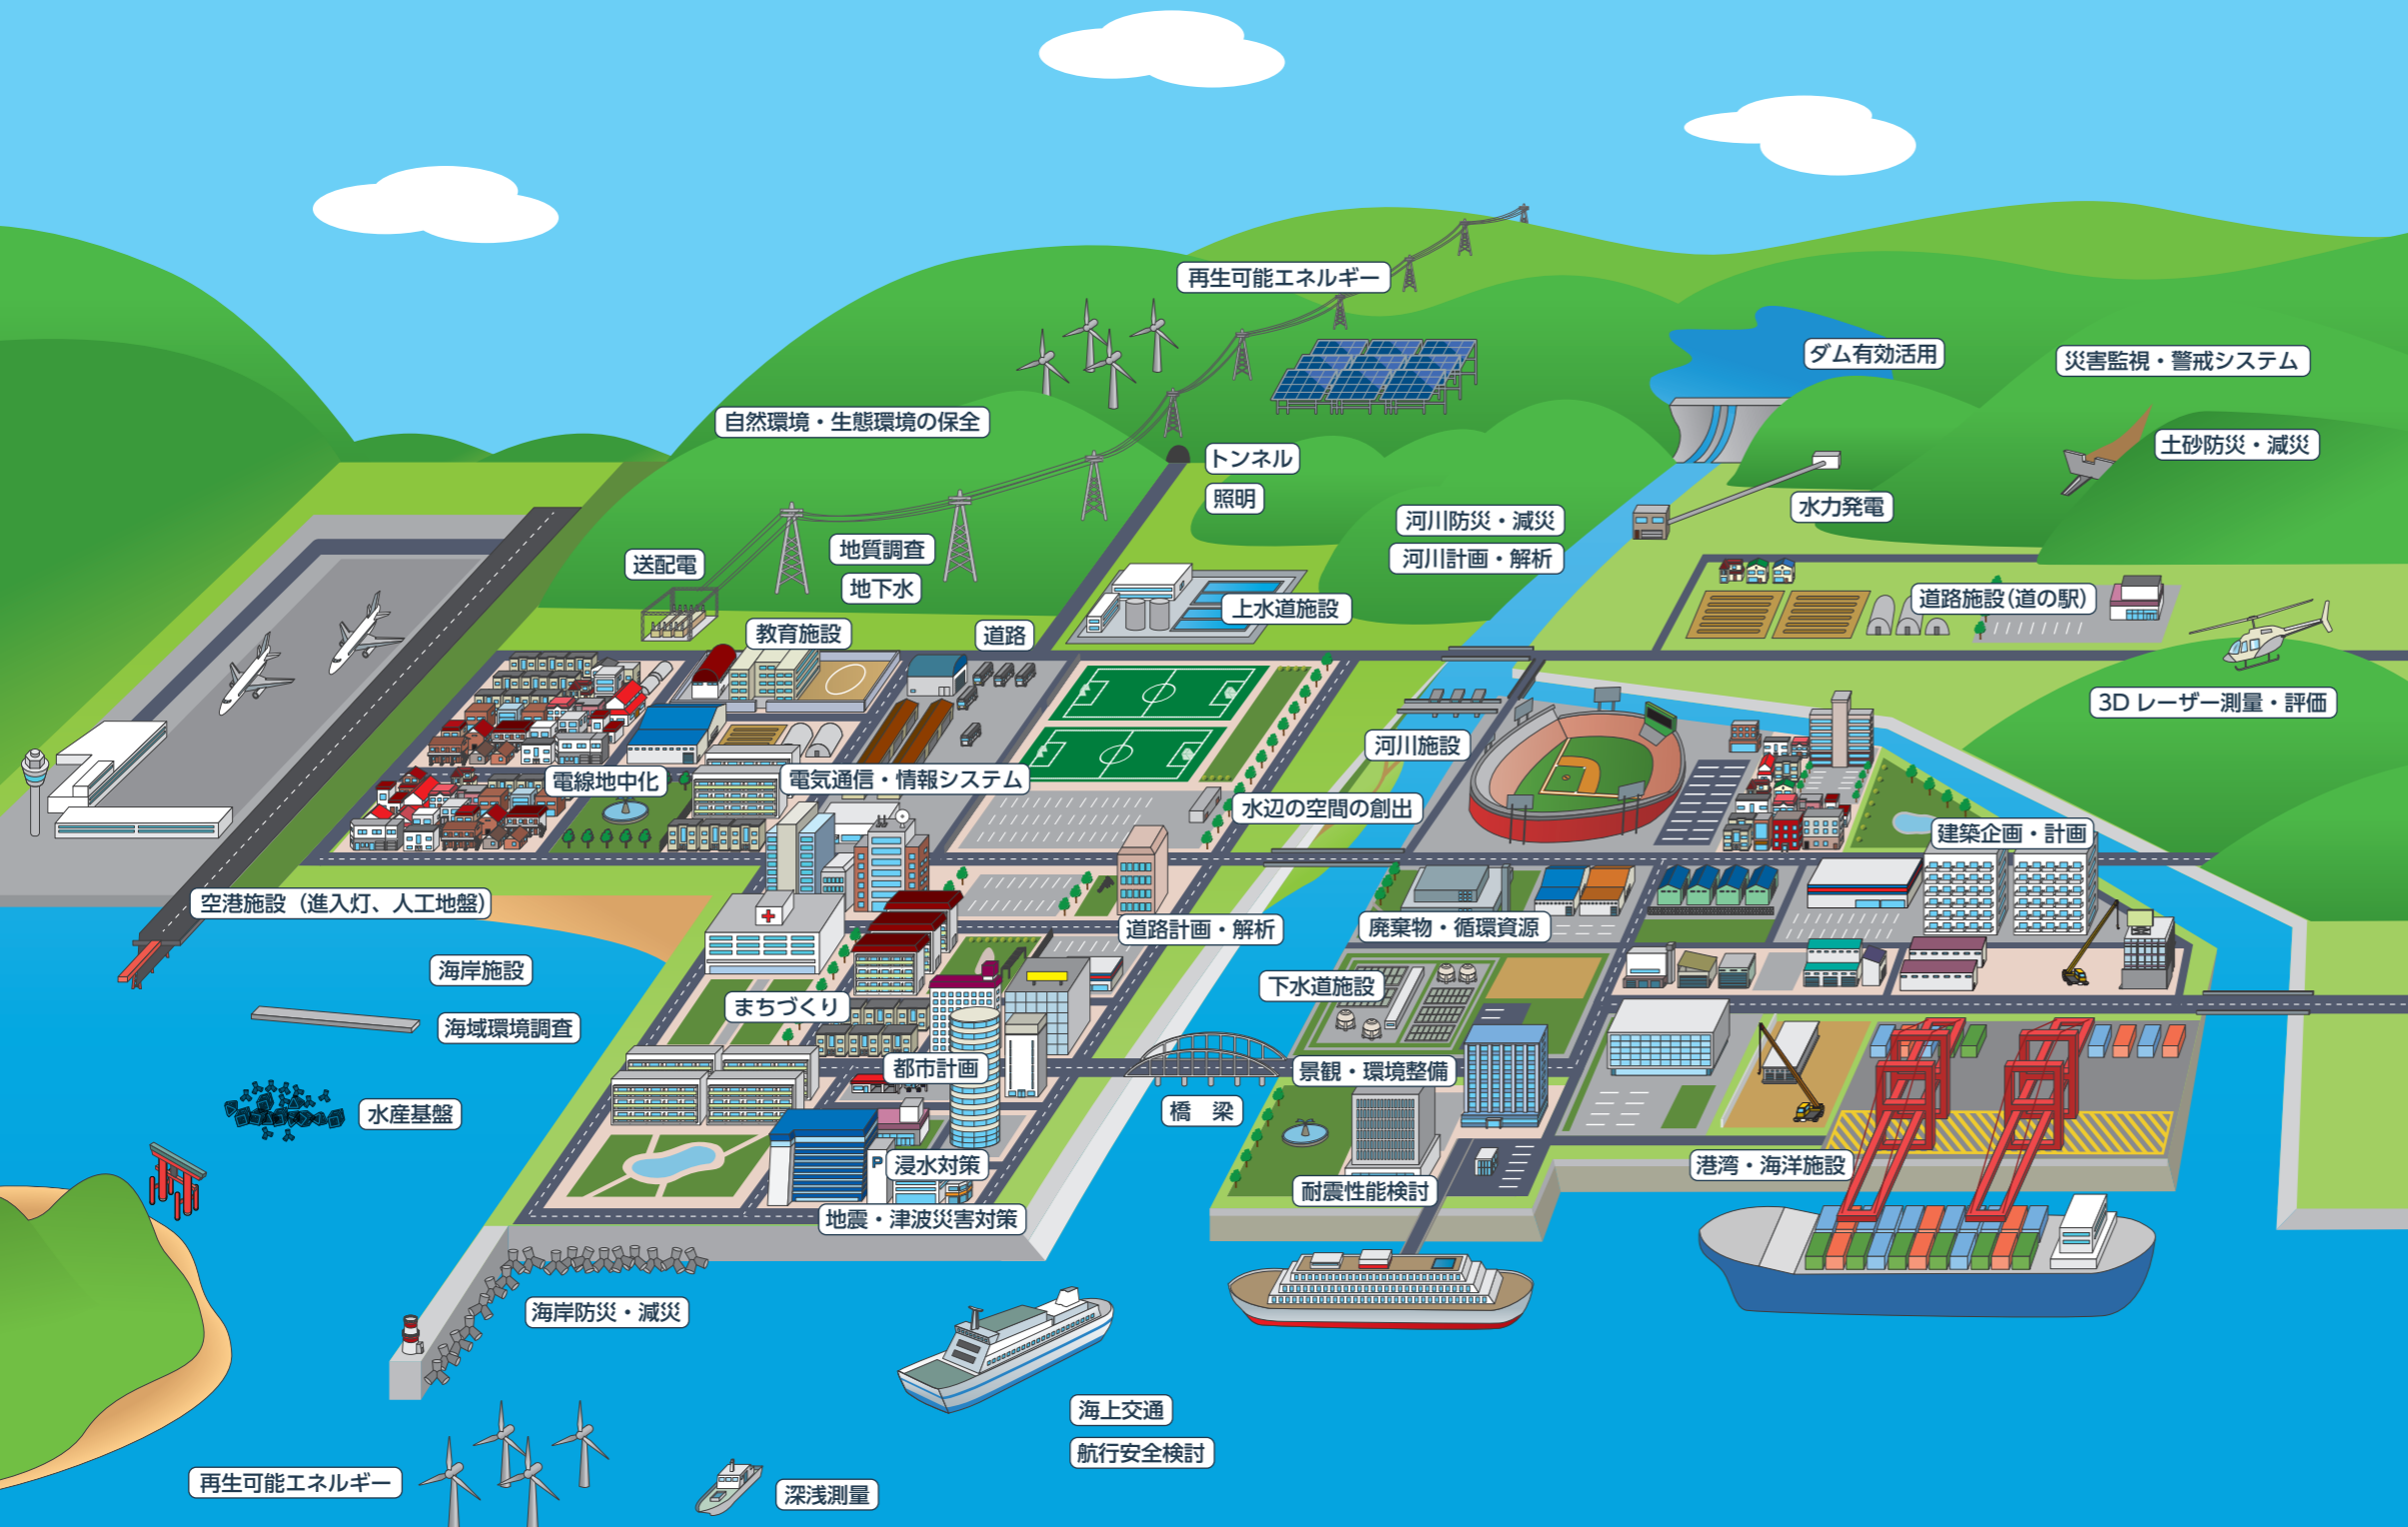 再生可能エネルギー
ダム有効活用
災害監視・警戒システム
自然環境・生態環境の保全
土砂防災・減災
トンネル
照明
水力発電
河川防災・減災
河川計画・解析
地質調査
送配電
地下水
道路施設(道の駅)
上水道施設
教育施設
道路
3D レーザー測量・評価
河川施設
電線地中化
電気通信・情報システム
水辺の空間の創出
建築企画・計画
空港施設（進入灯、人工地盤）
道路計画・解析
廃棄物・循環資源
海岸施設
下水道施設
まちづくり
海域環境調査
都市計画
景観・環境整備
水産基盤
橋　梁
P
浸水対策
港湾・海洋施設
耐震性能検討
地震・津波災害対策
海岸防災・減災
海上交通
航行安全検討
再生可能エネルギー
深浅測量